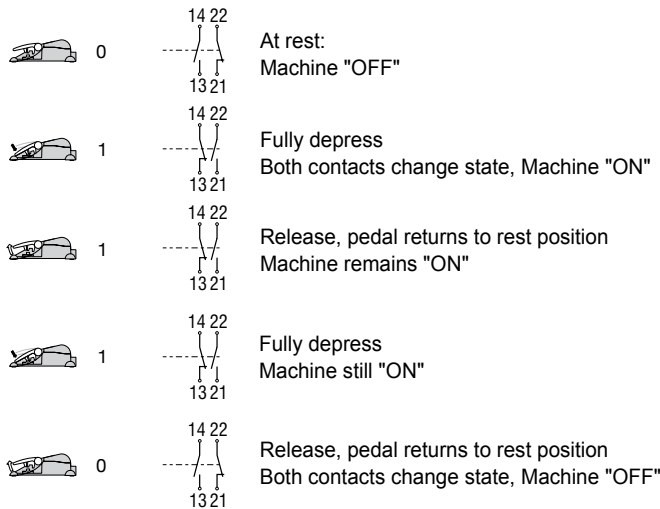 14 22
0
At rest:
Machine "OFF"
13 21
14 22
1
Fully depress
Both contacts change state, Machine "ON"
13 21
14 22
1
Release, pedal returns to rest position
Machine remains "ON"
13 21
14 22
1
Fully depress
Machine still "ON"
13 21
14 22
0
Release, pedal returns to rest position
Both contacts change state, Machine "OFF"
13 21